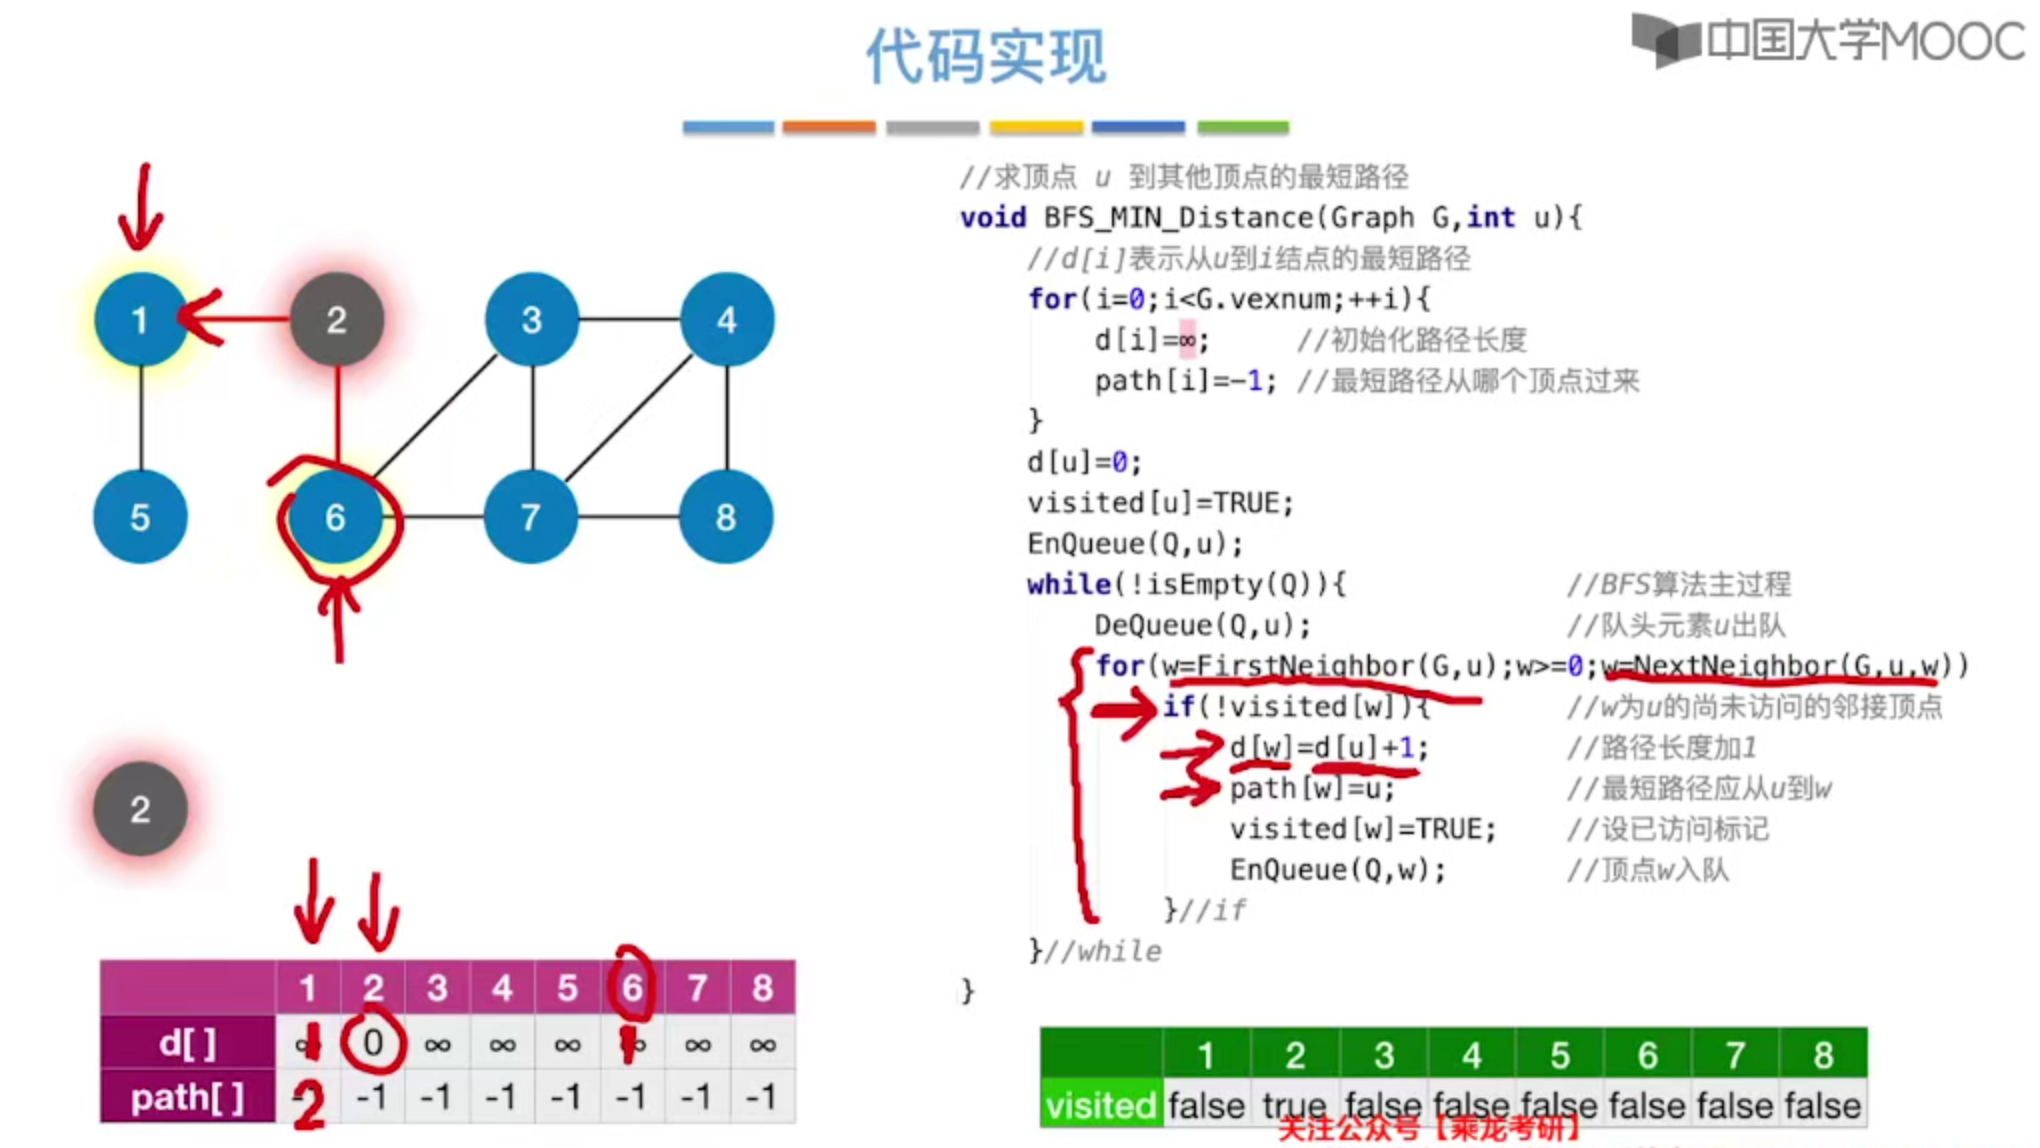 代码实现
中国大学MOOC
1 2 3 4
5 6 7 8
2
1 2 3 4 5 6 7 8
d[ ] 1 0 ∞ ∞ ∞ 1 ∞ ∞
path[ ] 2 -1 -1 -1 -1 -1 -1 -1
//求顶点 u 到其他顶点的最短路径
void BFS_MIN_Distance(Graph G,int u){
//d[i]表示从u到i结点的最短路径
for(i=0;i<G.vexnum;++i){
d[i]=∞; //初始化路径长度
path[i]=-1; //最短路径从哪个顶点过来
}
d[u]=0;
visited[u]=TRUE;
EnQueue(Q,u);
while(!isEmpty(Q)){ //BFS算法主过程
DeQueue(Q,u); //队头元素u出队
for(w=FirstNeighbor(G,u);w>=0;w=NextNeighbor(G,u,w))
if(!visited[w]){ //w为u的尚未访问的邻接顶点
d[w]=d[u]+1; //路径长度加1
path[w]=u; //最短路径应从u到w
visited[w]=TRUE; //设已访问标记
EnQueue(Q,w); //顶点w入队
}//if
}//while
}
1 2 3 4 5 6 7 8
visited false true false false false false false false
关注公众号【乘龙考研】